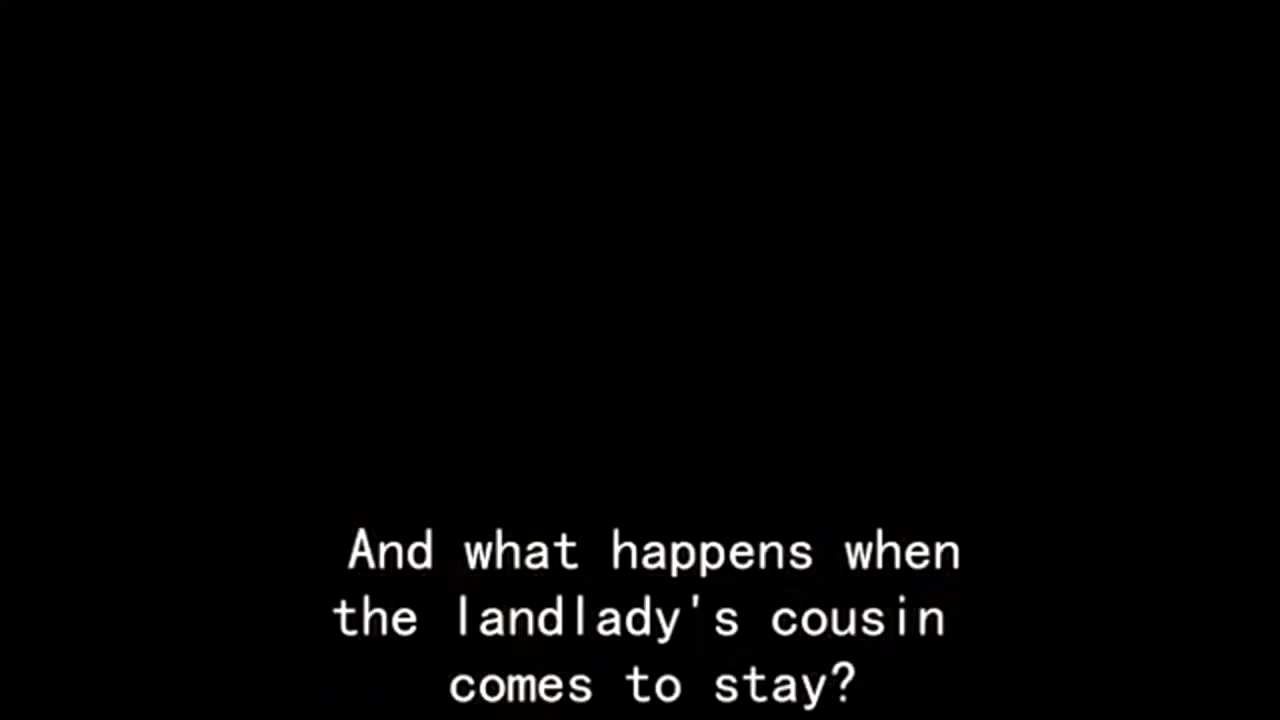 And what happens when
the landlady's cousin
comes to stay?